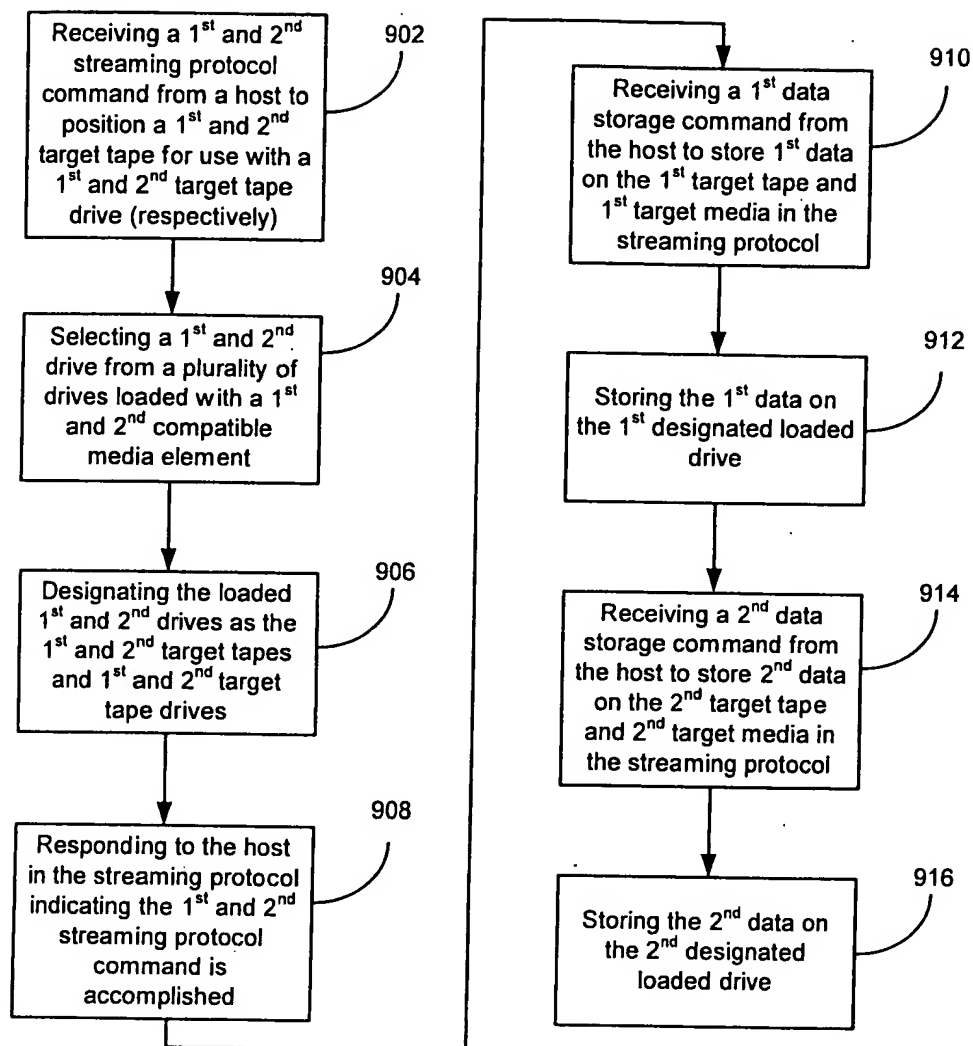 Receiving a 1st and 2nd
streaming protocol
command from a host to
position a 1st and 2nd
target tape for use with a
1st and 2nd target tape
drive (respectively)
902
Selecting a 1st and 2nd
drive from a plurality of
drives loaded with a 1st
and 2nd compatible
media element
904
Designating the loaded
1st and 2nd drives as the
1st and 2nd target tapes
and 1st and 2nd target
tape drives
906
Responding to the host
in the streaming protocol
indicating the 1st and 2nd
streaming protocol
command is
accomplished
908
Receiving a 1st data
storage command from
the host to store 1st data
on the 1st target tape and
1st target media in the
streaming protocol
910
Storing the 1st data on
the 1st designated loaded
drive
912
Receiving a 2nd data
storage command from
the host to store 2nd data
on the 2nd target tape
and 2nd target media in
the streaming protocol
914
Storing the 2nd data on
the 2nd designated
loaded drive
916